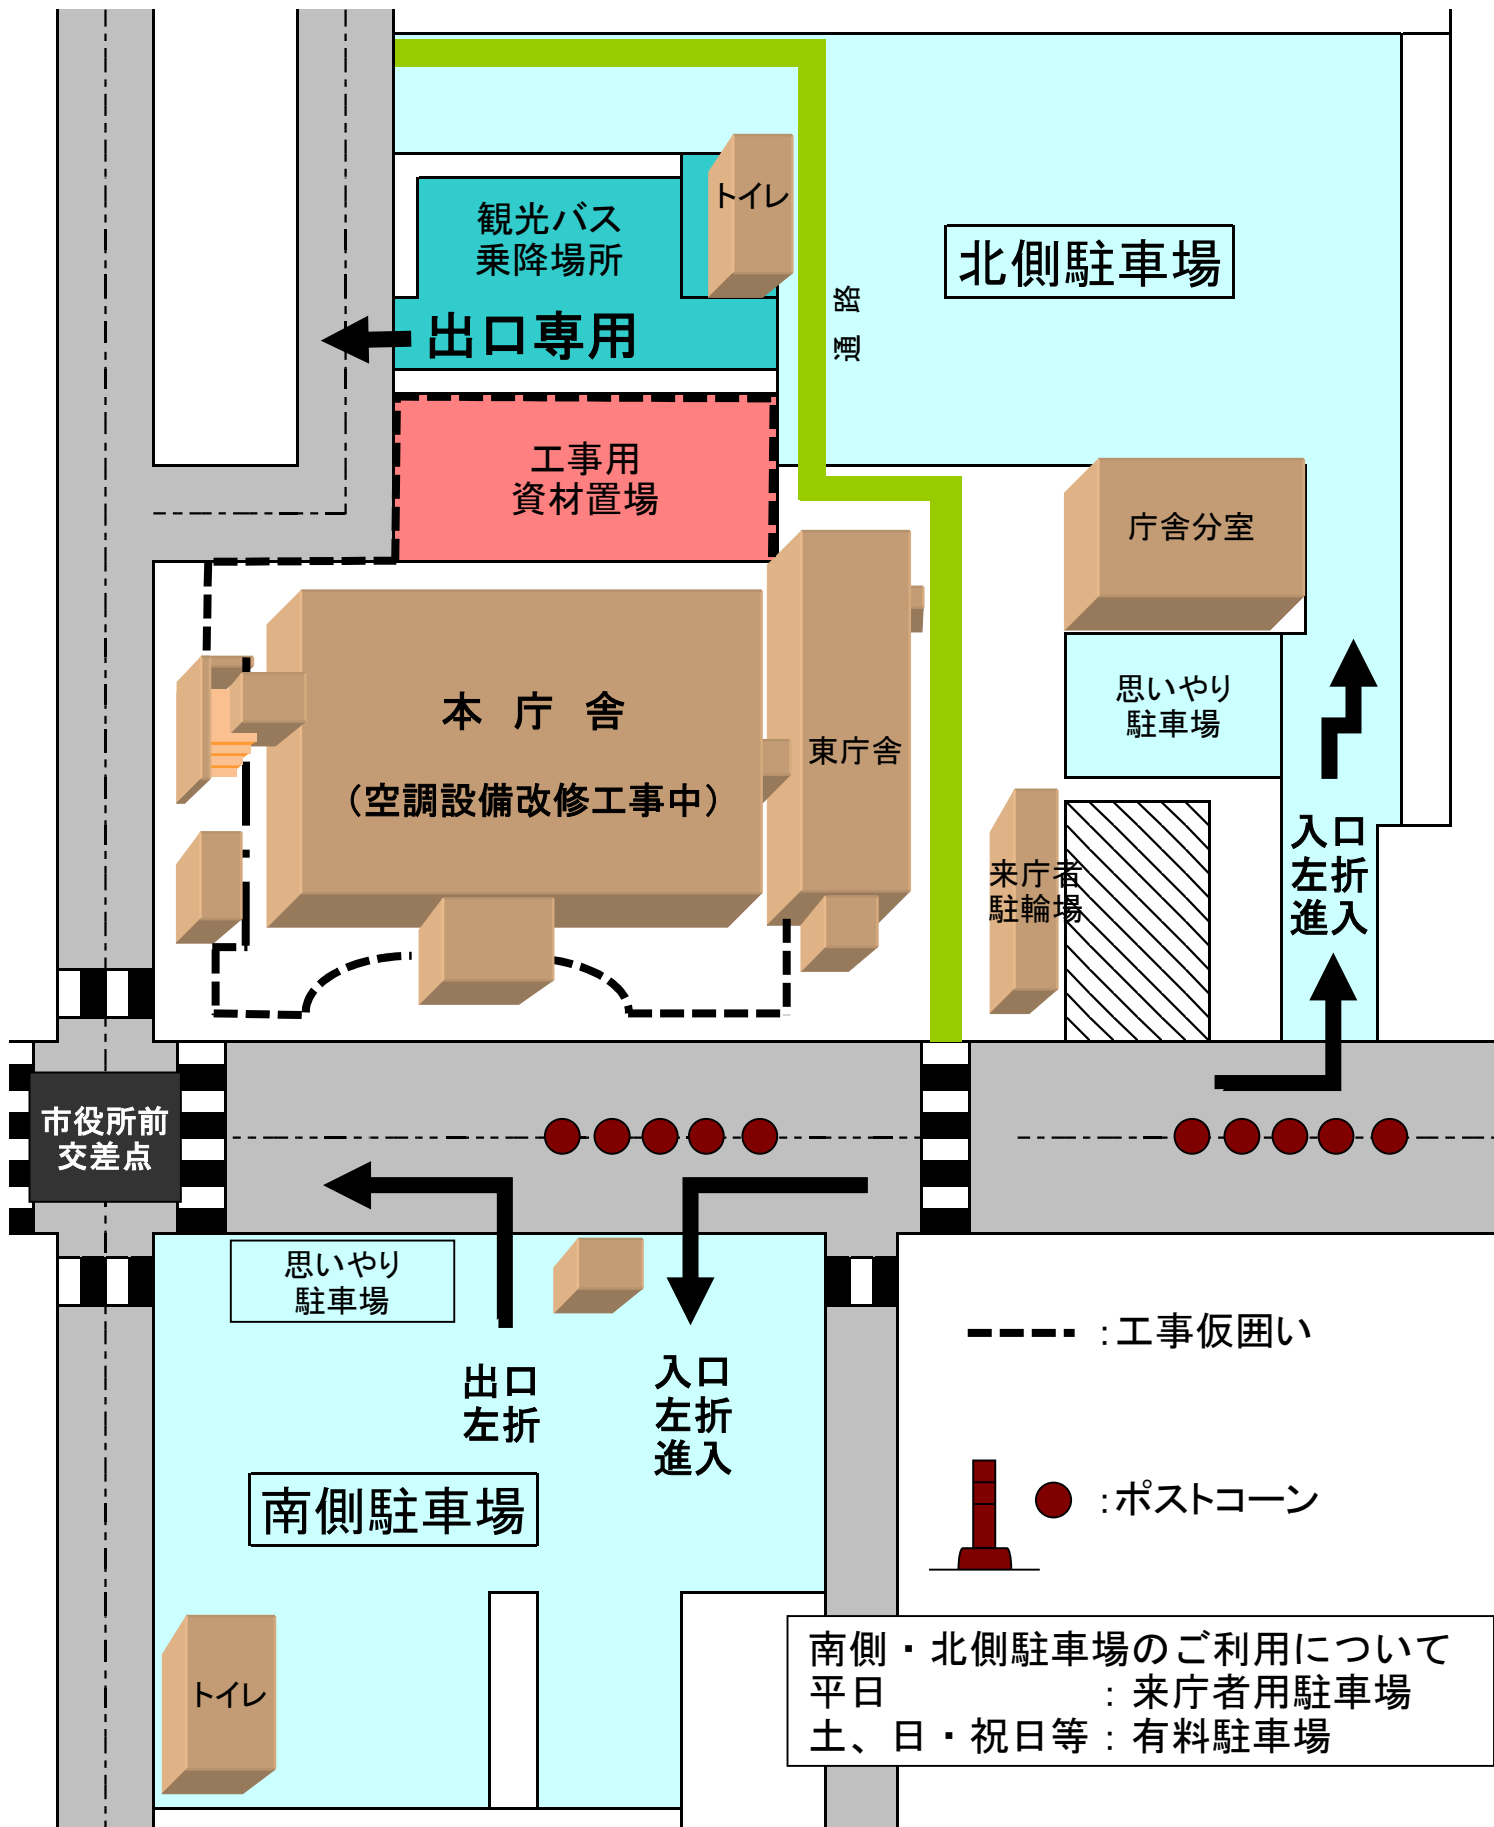 トイレ
観光バス
乗降場所
北側駐車場
通路
出口専用
工事用
資材置場
庁舎分室
思いやり
駐車場
本 庁 舎
東庁舎
(空調設備改修工事中)
入口
左折
進入
来庁者
駐輪場
市役所前
交差点
思いやり
駐車場
:工事仮囲い
出口
左折
入口
左折
進入
南側駐車場
:ポストコーン
南側・北側駐車場のご利用について
平日 : 来庁者用駐車場
土、日・祝日等 : 有料駐車場
トイレ